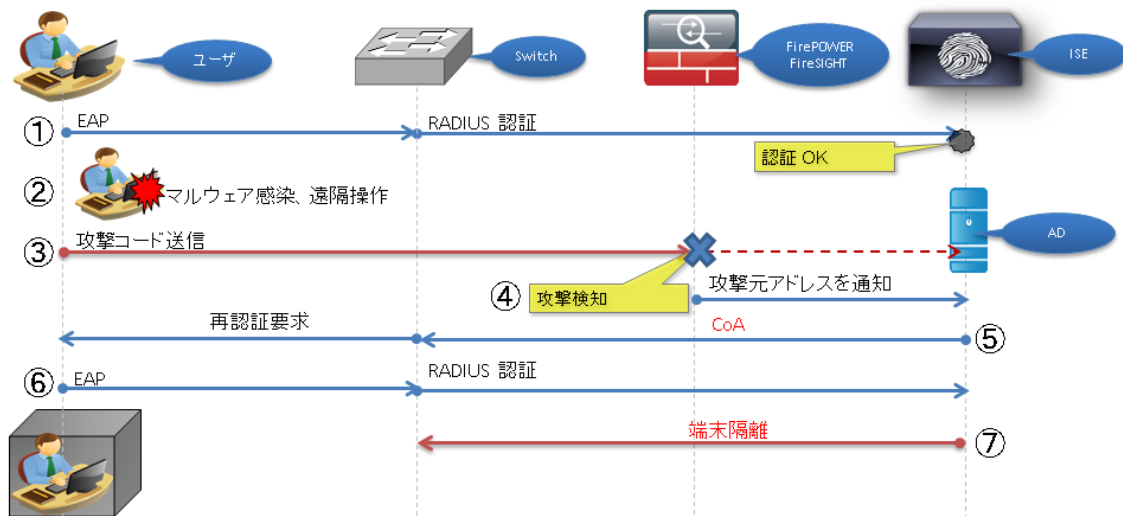 ユーザ
Switch
FirePOWER
FireSIGHT
ISE
①
EAP
RADIUS 認証
認証 OK
②
マルウェア感染、遠隔操作
③
攻撃コード送信
AD
④
攻撃検知
攻撃元アドレスを通知
再認証要求
CoA
⑤
⑥
EAP
RADIUS 認証
端末隔離
⑦